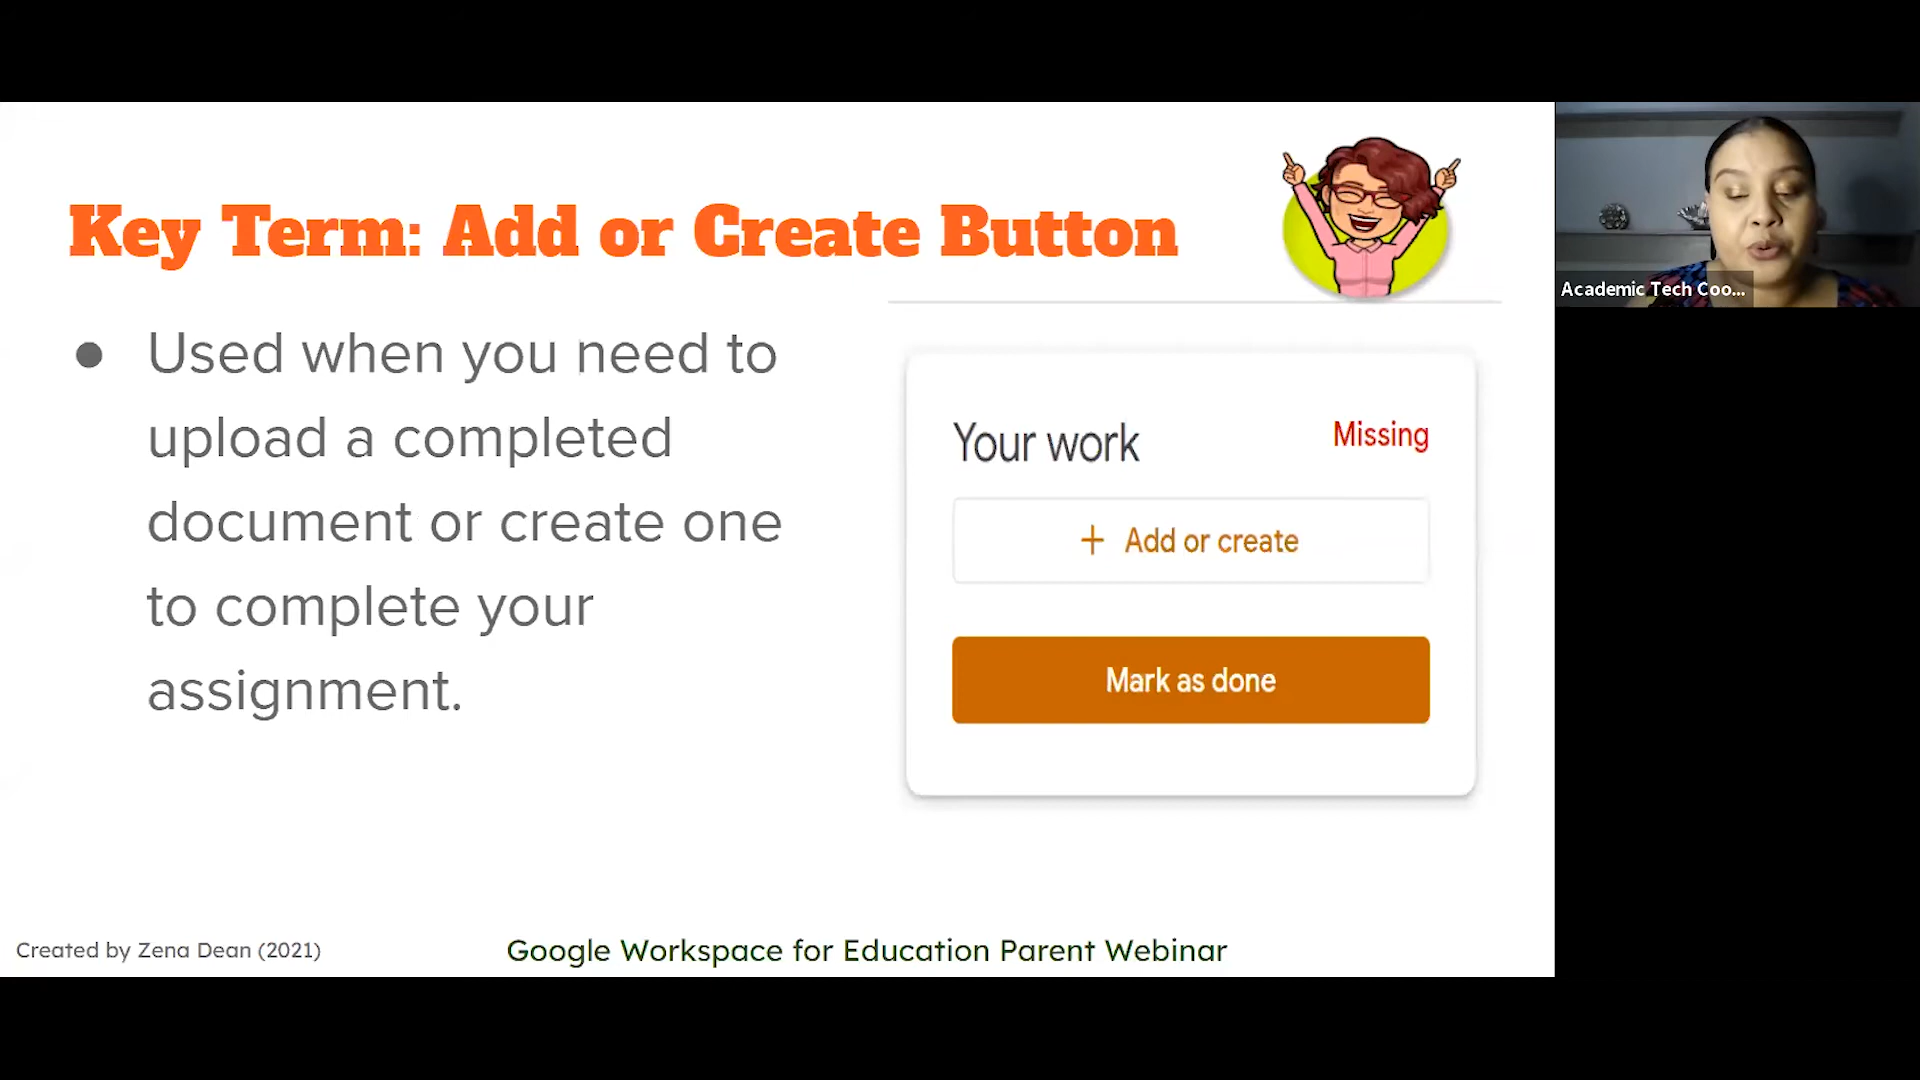 Key Term: Add or Create Button
● Used when you need to
upload a completed
document or create one
to complete your
assignment.
Your work
Missing
+ Add or create
Mark as done
Created by Zena Dean (2021)
Google Workspace for Education Parent Webinar
Academic Tech Coo...